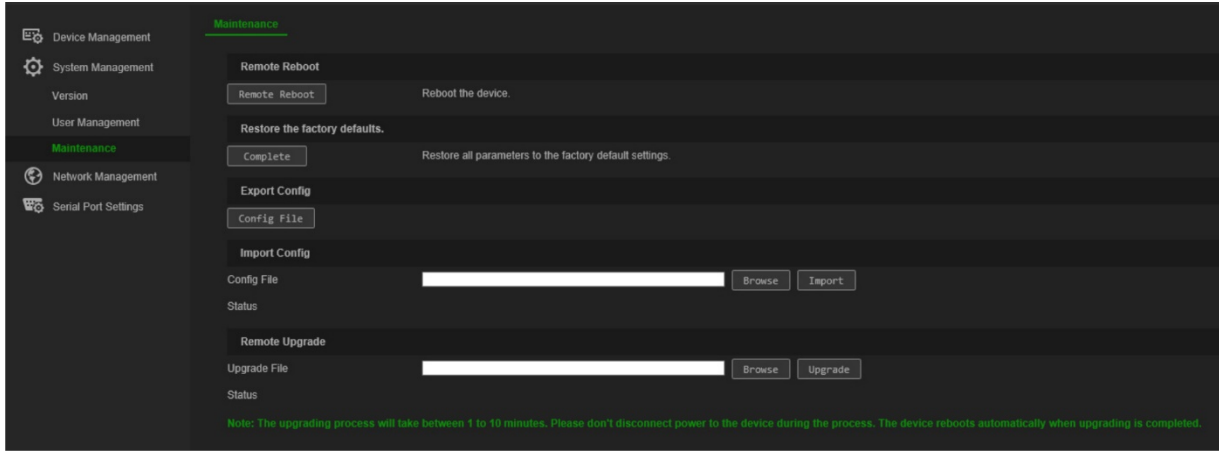 Device Management
System Management
Version
User Management
Maintenance
Network Management
Serial Port Settings
Maintenance
Remote Reboot
Remote Reboot Reboot the device.
Restore the factory defaults.
Complete Restore all parameters to the factory default settings.
Export Config
Config File
Import Config
Config File Browse Import
Status
Remote Upgrade
Upgrade File Browse Upgrade
Status
Note: The upgrading process will take between 1 to 10 minutes. Please don't disconnect power to the device during the process. The device reboots automatically when upgrading is completed.